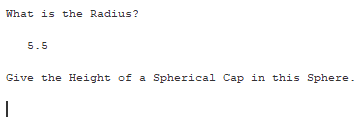 What is the Radius?
5.5
Give the Height of a Spherical Cap in this Sphere.